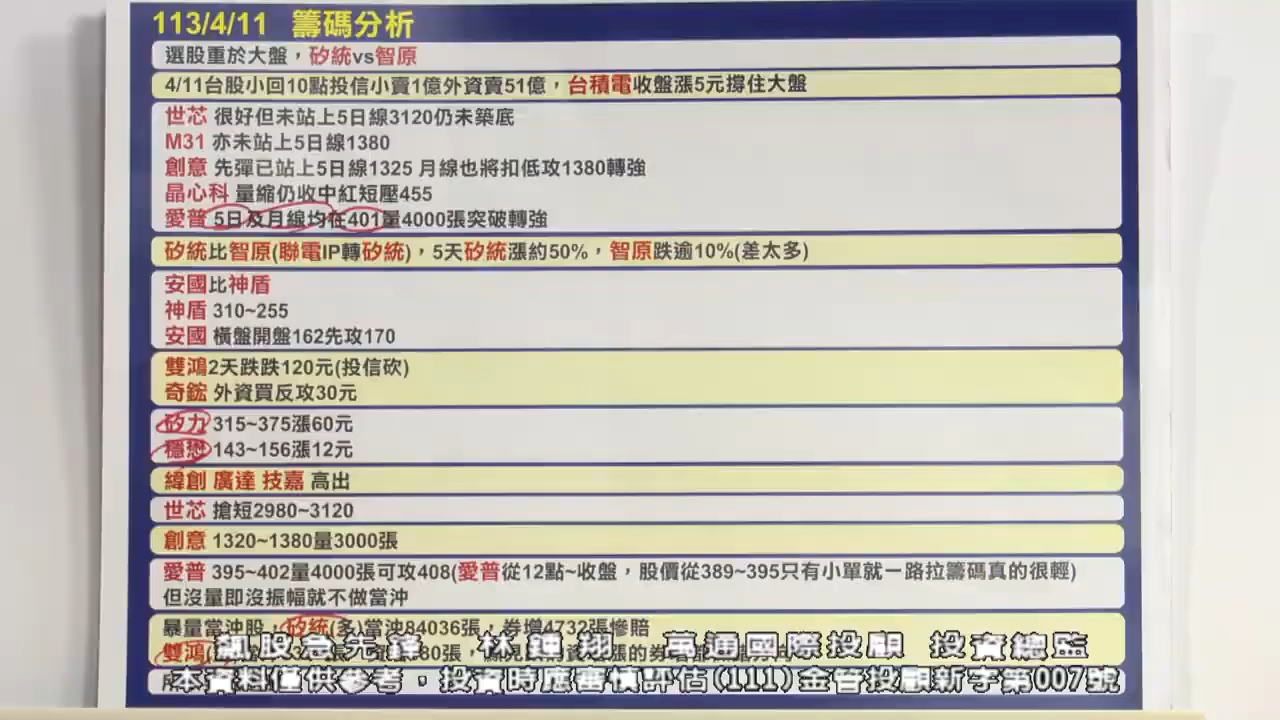 113/4/11 籌碼分析
選股重於大盤，矽統vs智原
4/11台股小回10點投信小賣1億外資賣51億，台積電收盤漲5元撐住大盤
世芯 很好但未站上5日線3120仍未築底
M31 亦未站上5日線1380
創意 先彈已站上5日線1325 月線也將扣低攻1380轉強
晶心科 量縮仍收中紅短壓455
愛普 5日及月線均在401量4000張突破轉強
矽統比智原(聯電IP轉矽統)，5天矽統漲約50%，智原跌逾10%(差太多)
安國比神盾
神盾 310~255
安國 橫盤開盤162先攻170
雙鴻2天跌跌120元(投信砍)
奇鋐 外資買反攻30元
矽力 315~375漲60元
穩懋 143~156漲12元
緯創 廣達 技嘉 高出
世芯 搶短2980~3120
創意 1320~1380量3000張
愛普 395~402量4000張可攻408(愛普從12點~收盤，股價從389~395只有小單就一路拉籌碼真的很輕)
但沒量即沒振幅就不做當沖
暴量當沖股，矽統(多)當沖84036張，券增4732張慘賠
雙鴻
飆股急先鋒 林鍾翔 萬通國際投顧 投資總監
本資料僅供參考，投資時應審慎評估(111)金管投顧新字第007號